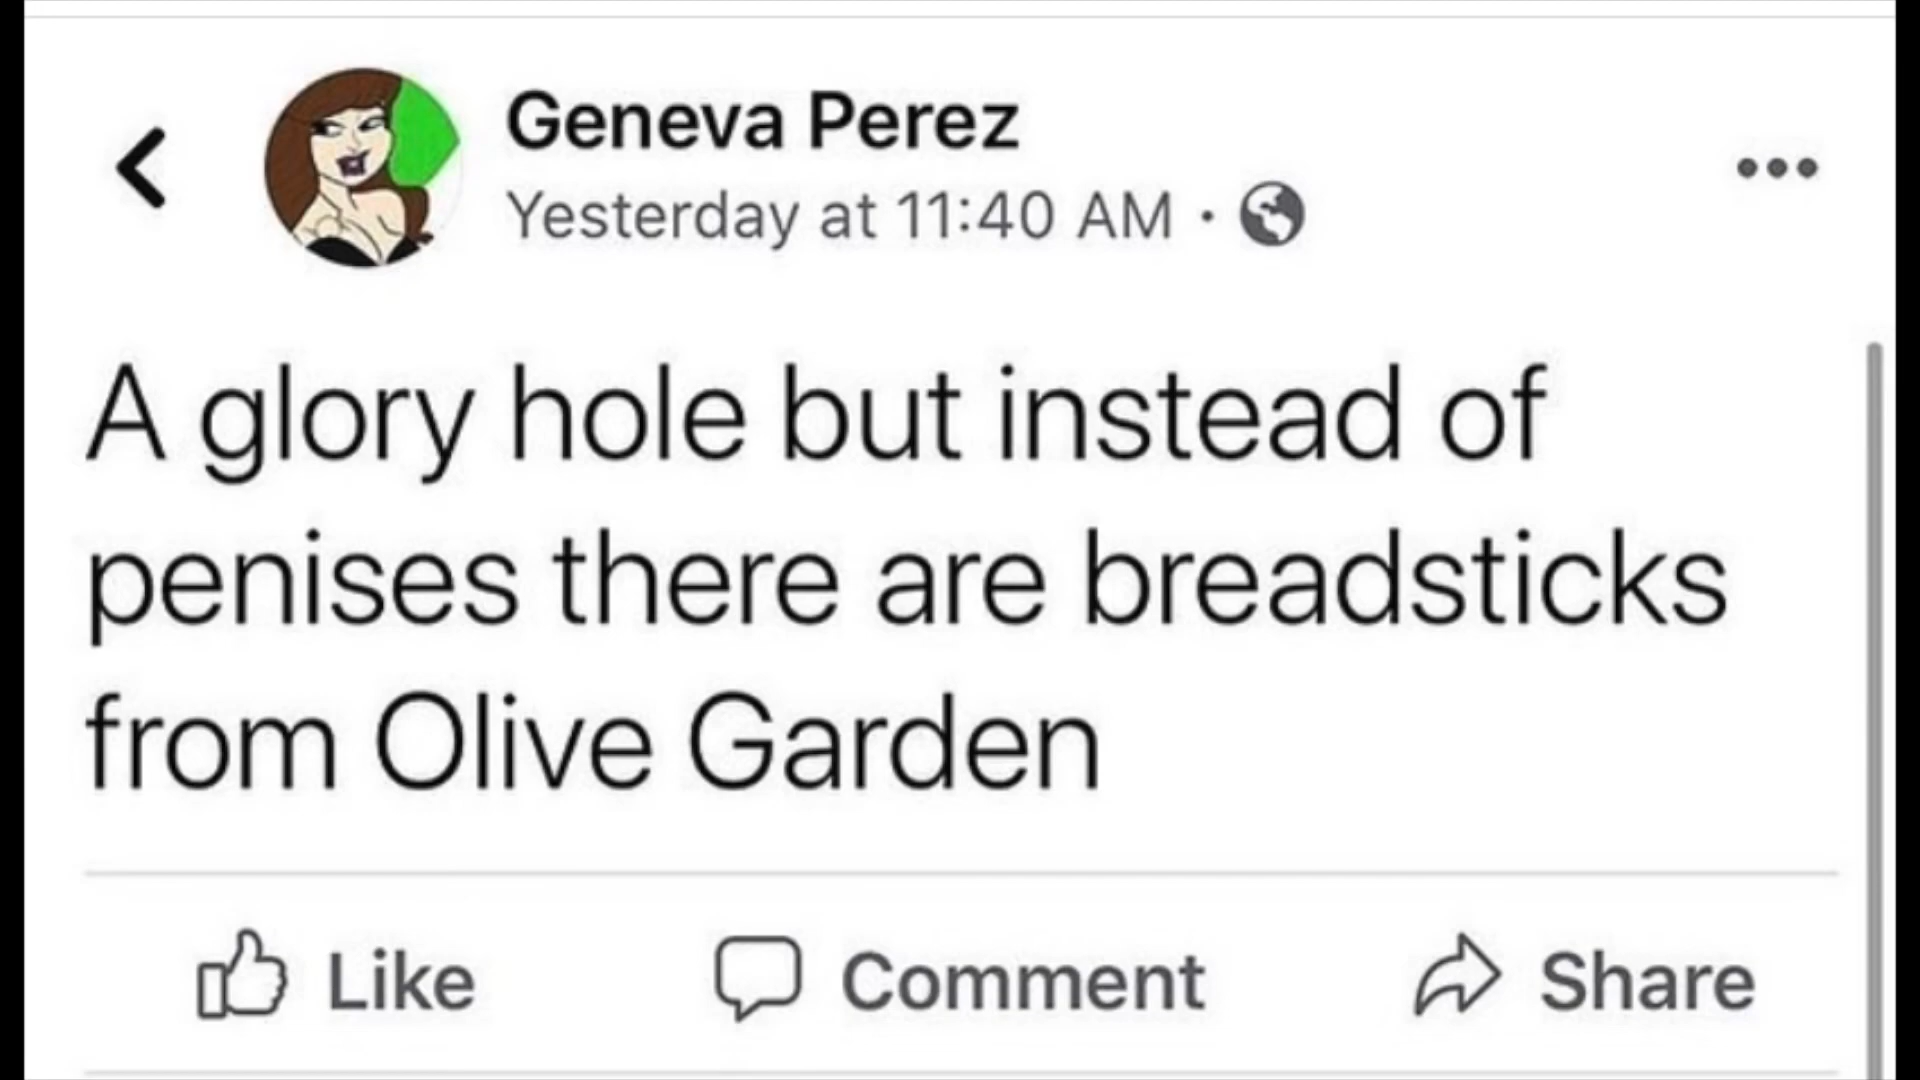 Geneva Perez
Yesterday at 11:40 AM ·
A glory hole but instead of
penises there are breadsticks
from Olive Garden
Like Comment Share